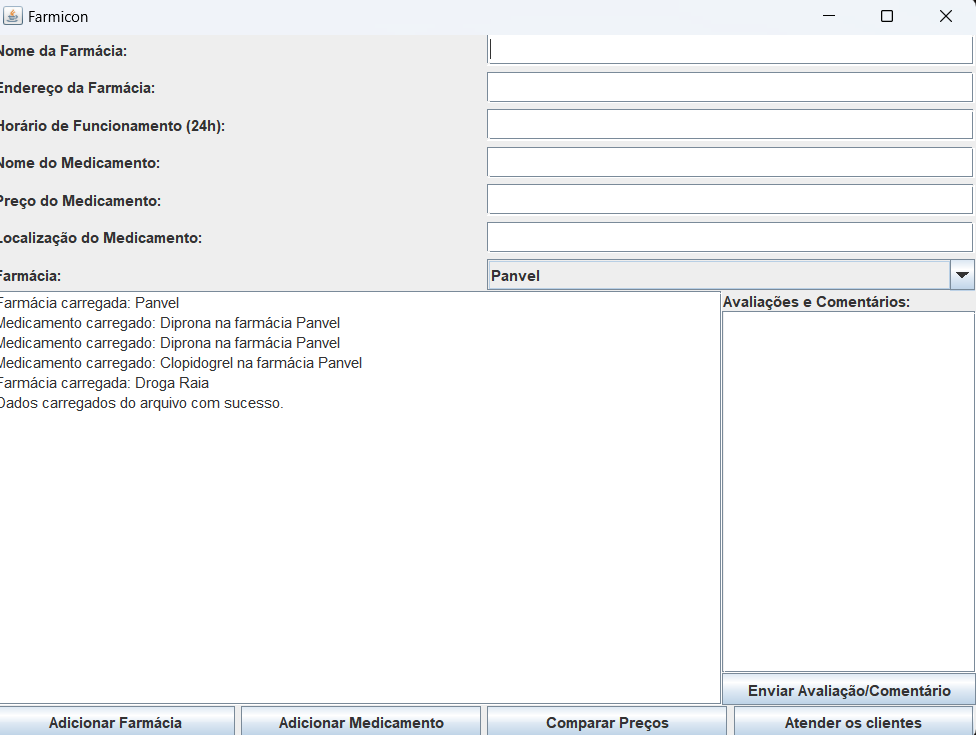 Farmicon
Nome da Farmácia:
Endereço da Farmácia:
Horário de Funcionamento (24h):
Nome do Medicamento:
Preço do Medicamento:
Localização do Medicamento:
Farmácia:
Panvel
Farmácia carregada: Panvel
Medicamento carregado: Diprona na farmácia Panvel
Medicamento carregado: Diprona na farmácia Panvel
Medicamento carregado: Clopidogrel na farmácia Panvel
Farmácia carregada: Droga Raia
Dados carregados do arquivo com sucesso.
Avaliações e Comentários:
Enviar Avaliação/Comentário
Adicionar Farmácia
Adicionar Medicamento
Comparar Preços
Atender os clientes